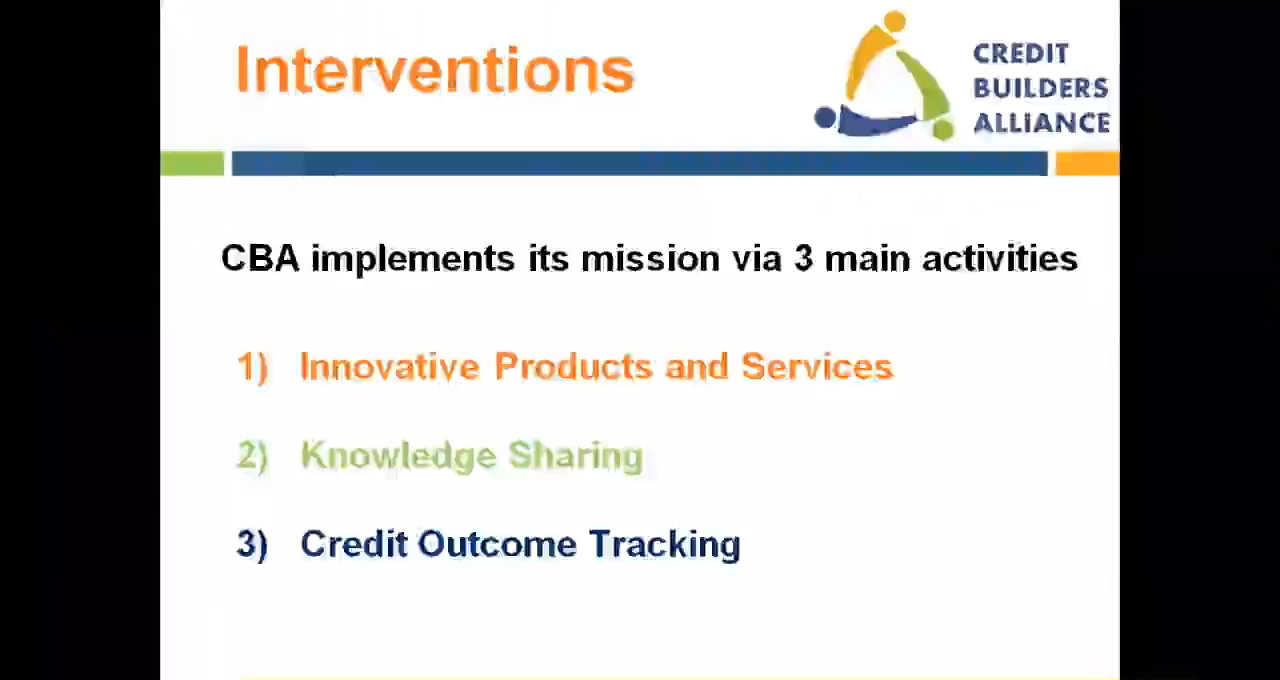 Interventions
CREDIT
BUILDERS
ALLIANCE
CBA implements its mission via 3 main activities
1) Innovative Products and Services
2) Knowledge Sharing
3) Credit Outcome Tracking